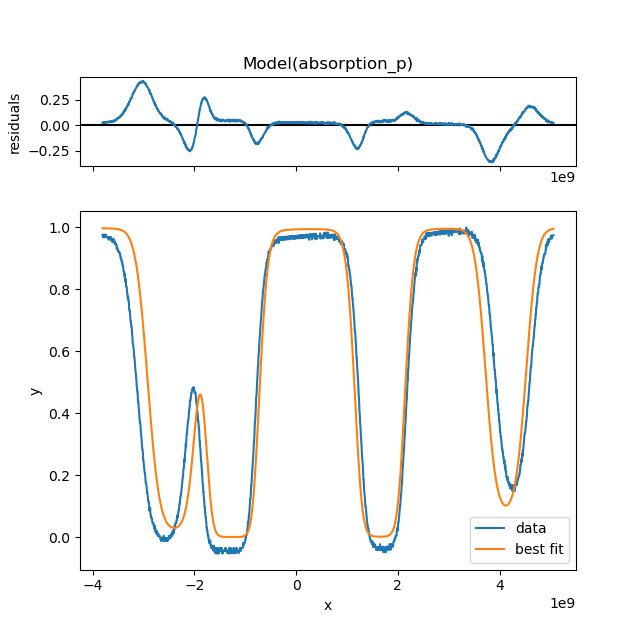 Model(absorption_p)
residuals
0.25
0.00
−0.25
1e9
y
1.0
0.8
0.6
0.4
0.2
0.0
data
best fit
−4
−2
0
2
4
x
1e9